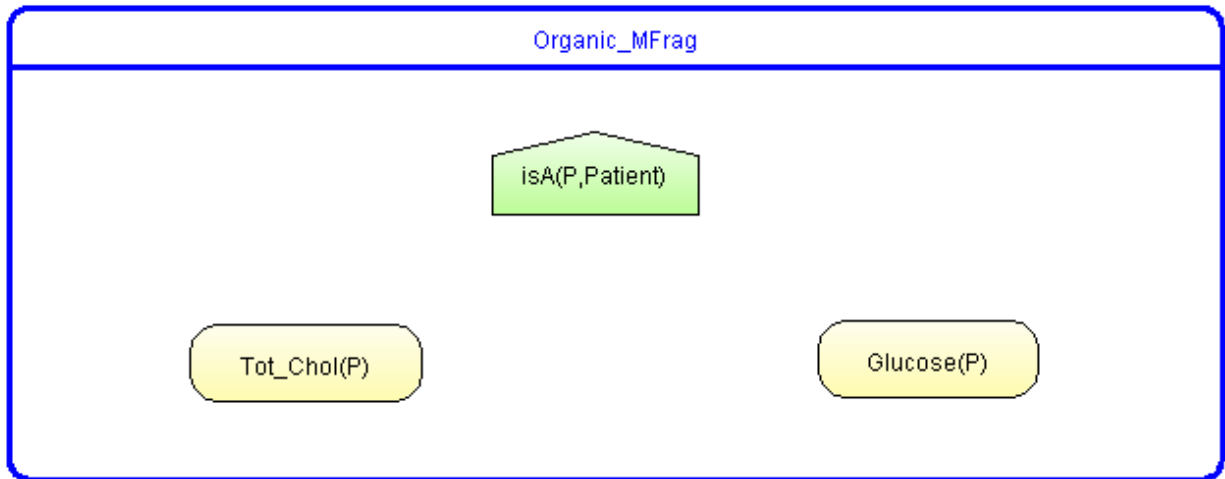 Organic_MFrag
isA(P,Patient)
Tot_Chol(P)
Glucose(P)